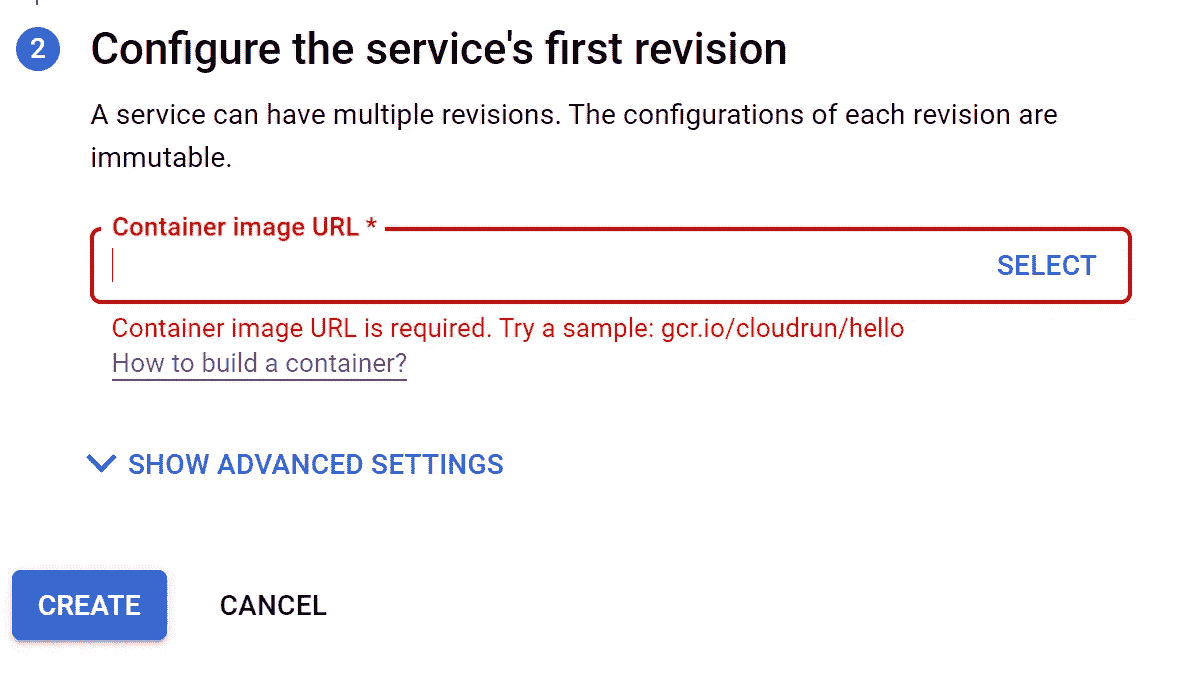 2 Configure the service's first revision
A service can have multiple revisions. The configurations of each revision are
immutable.
Container image URL *
SELECT
Container image URL is required. Try a sample: gcr.io/cloudrun/hello
How to build a container?
SHOW ADVANCED SETTINGS
CREATE CANCEL